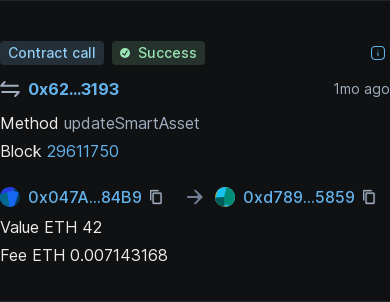 Contract call Success
0x62...3193 1mo ago
Method updateSmartAsset
Block 29611750
0x047A...84B9 0xd789...5859
Value ETH 42
Fee ETH 0.007143168